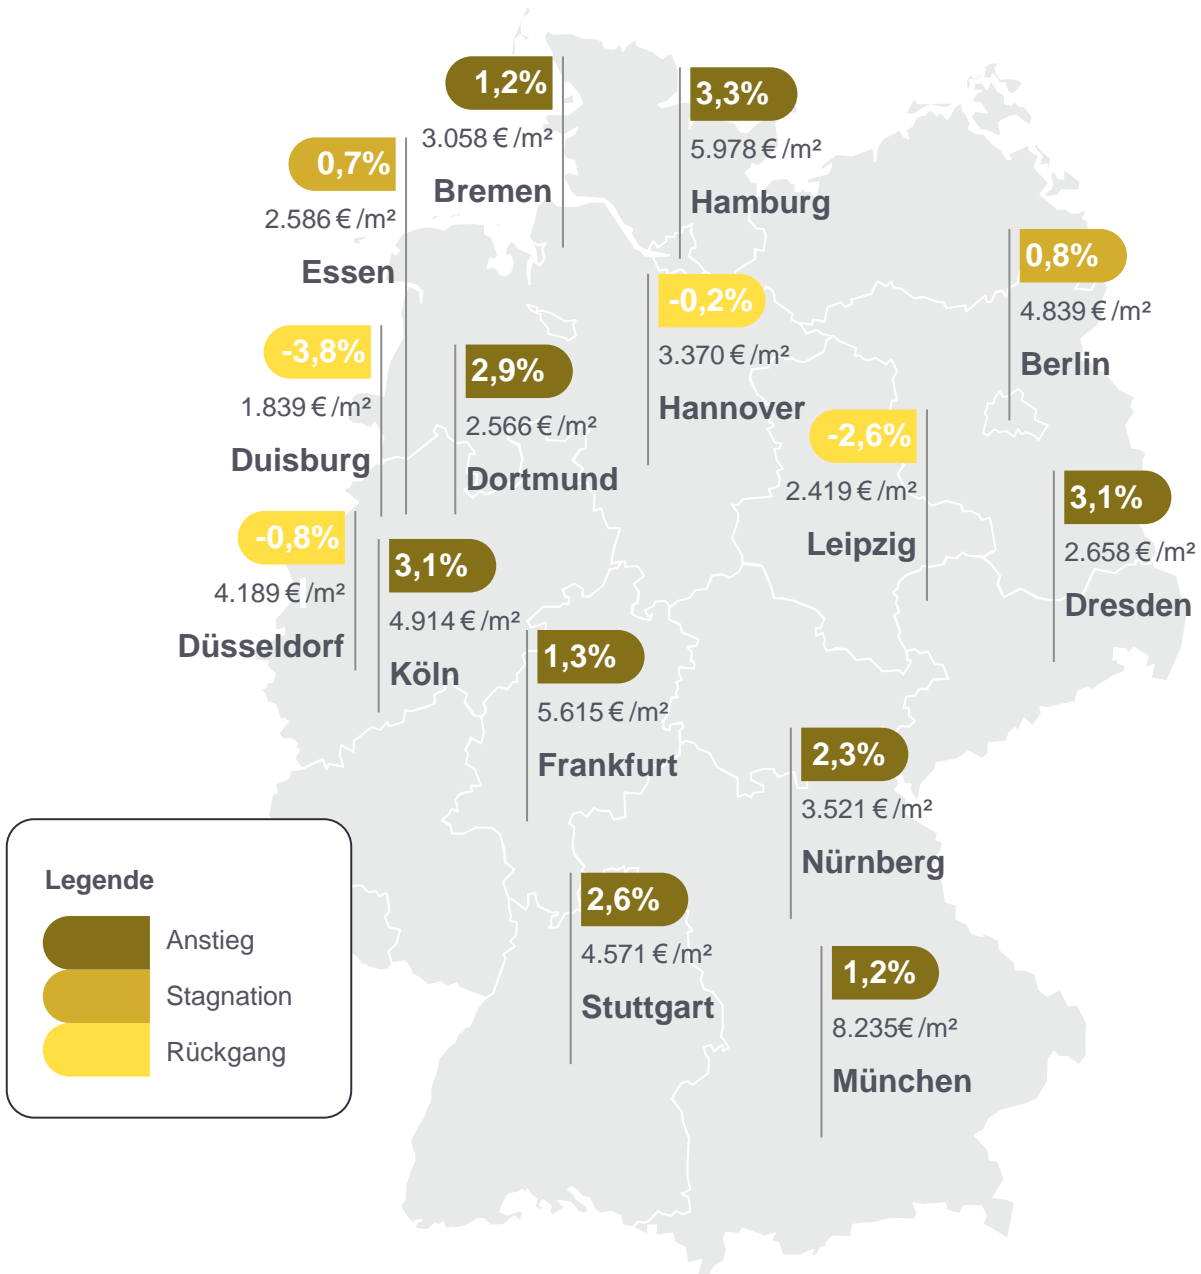 1,2%
3.058 € /m²
Bremen
3,3%
5.978 € /m²
Hamburg
0,7%
2.586 € /m²
Essen
0,8%
4.839 € /m²
Berlin
-0,2%
3.370 € /m²
Hannover
-3,8%
1.839 € /m²
Duisburg
2,9%
2.566 € /m²
Dortmund
-2,6%
2.419 € /m²
Leipzig
3,1%
2.658 € /m²
Dresden
-0,8%
4.189 € /m²
Düsseldorf
3,1%
4.914 € /m²
Köln
1,3%
5.615 € /m²
Frankfurt
2,3%
3.521 € /m²
Nürnberg
2,6%
4.571 € /m²
Stuttgart
1,2%
8.235€ /m²
München
Legende
Anstieg
Stagnation
Rückgang